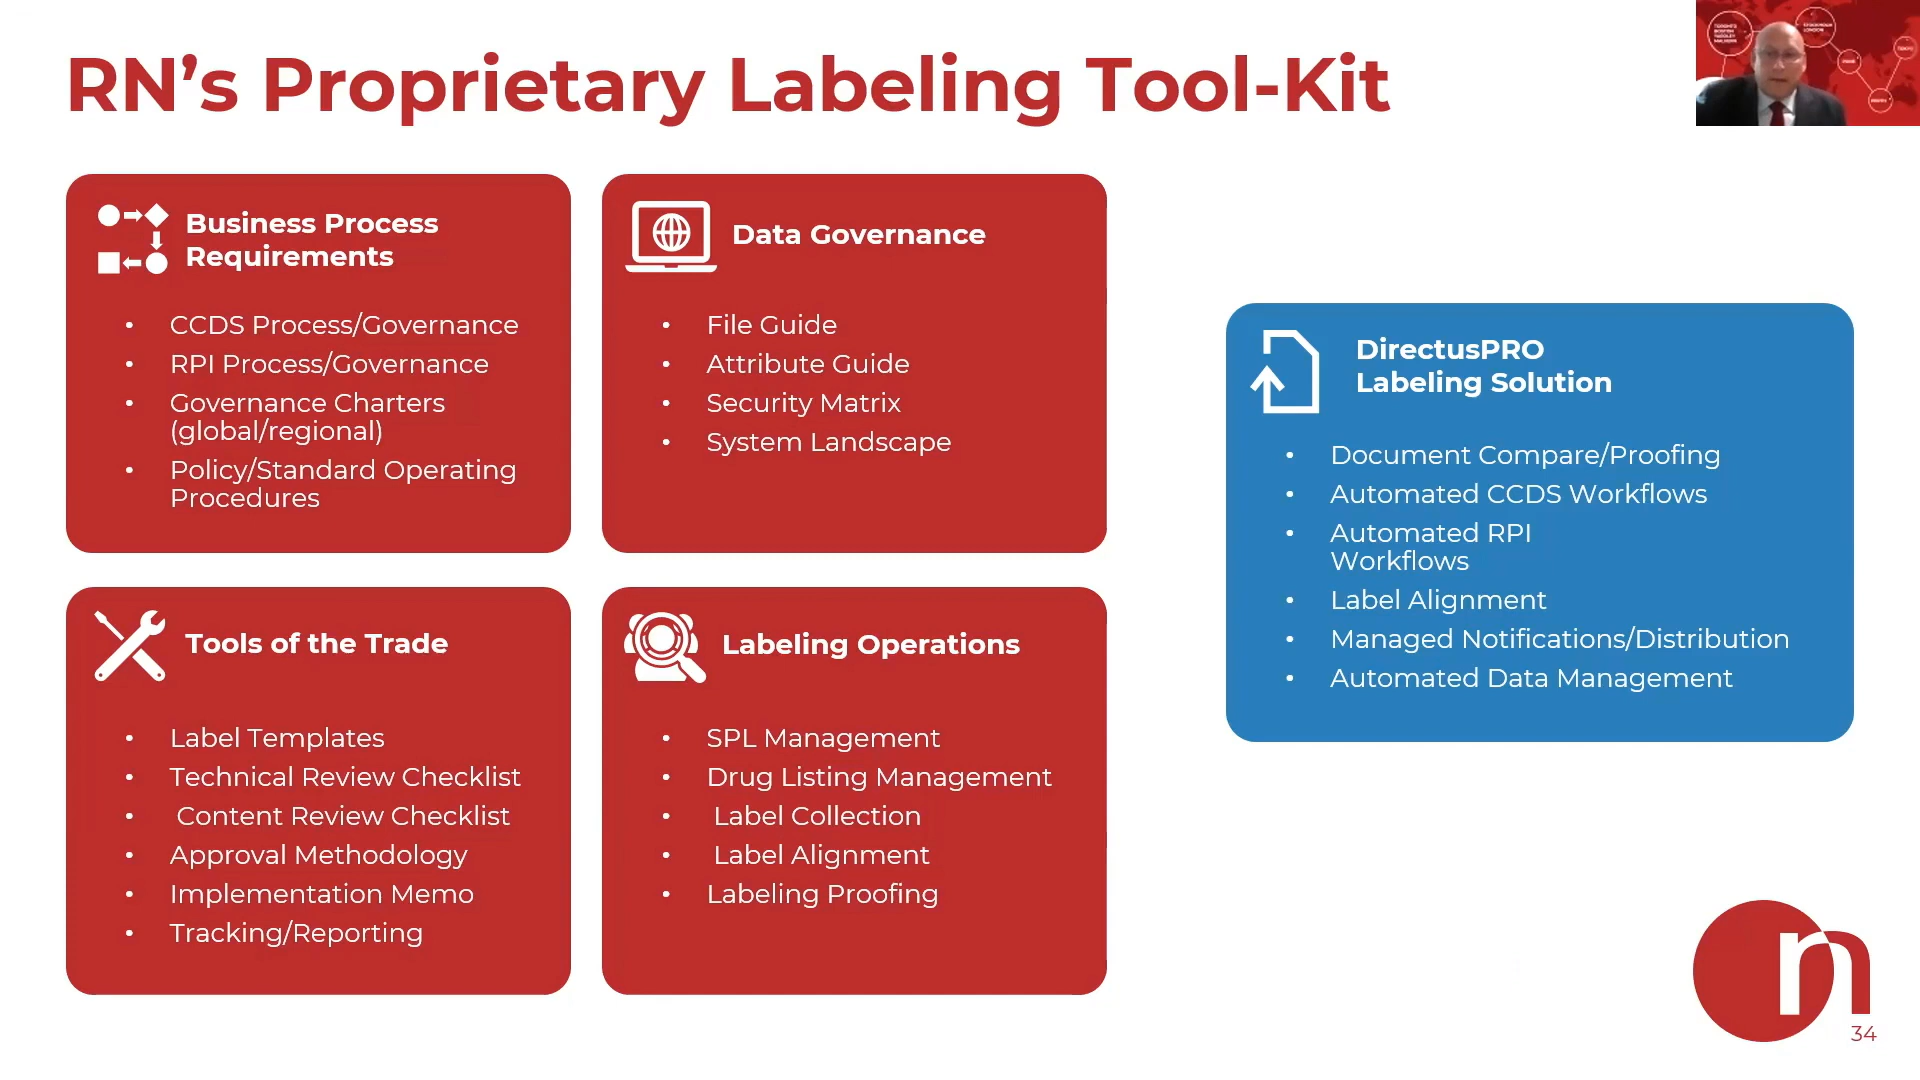 RN’s Proprietary Labeling Tool-Kit
Business Process
Requirements
• CCDS Process/Governance
• RPI Process/Governance
• Governance Charters
(global/regional)
• Policy/Standard Operating
Procedures
Data Governance
• File Guide
• Attribute Guide
• Security Matrix
• System Landscape
Tools of the Trade
• Label Templates
• Technical Review Checklist
• Content Review Checklist
• Approval Methodology
• Implementation Memo
• Tracking/Reporting
Labeling Operations
• SPL Management
• Drug Listing Management
• Label Collection
• Label Alignment
• Labeling Proofing
DirectusPRO
Labeling Solution
• Document Compare/Proofing
• Automated CCDS Workflows
• Automated RPI
Workflows
• Label Alignment
• Managed Notifications/Distribution
• Automated Data Management
rn
34